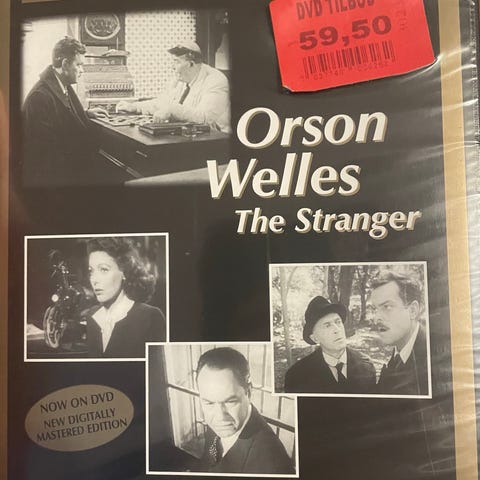 DVD TILBUD
59,50
Orson
Welles
The Stranger
NOW ON DVD
NEW DIGITALLY
MASTERED EDITION